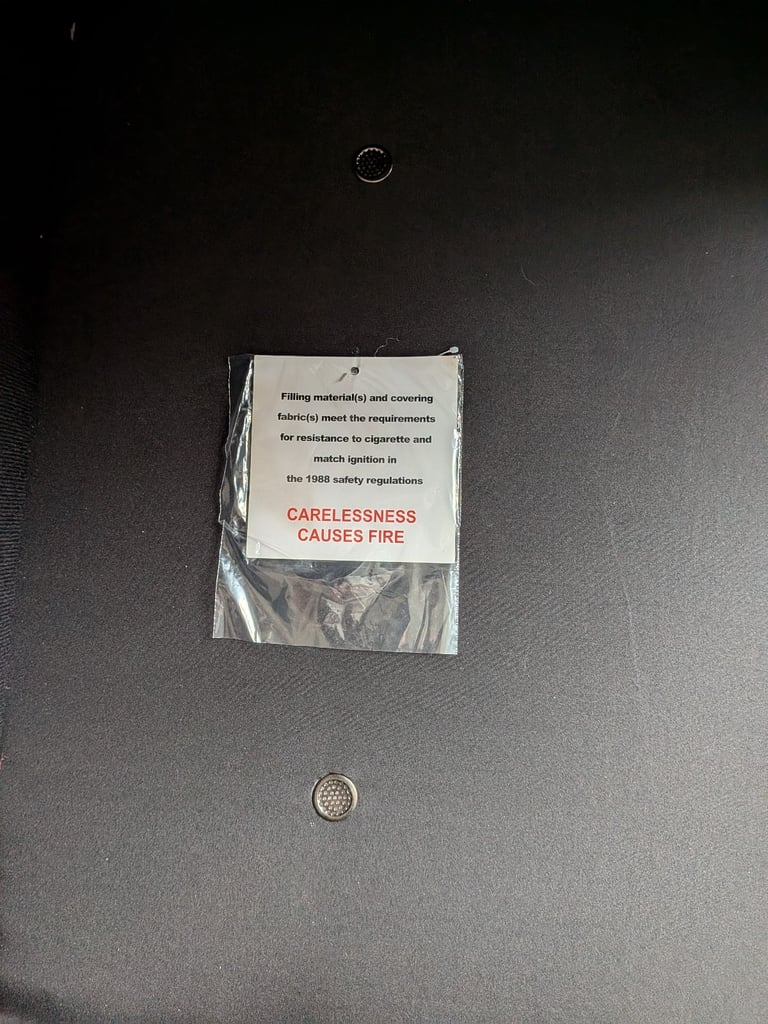 Filling material(s) and covering
fabric(s) meet the requirements
for resistance to cigarette and
match ignition in
the 1988 safety regulations
CARELESSNESS
CAUSES FIRE